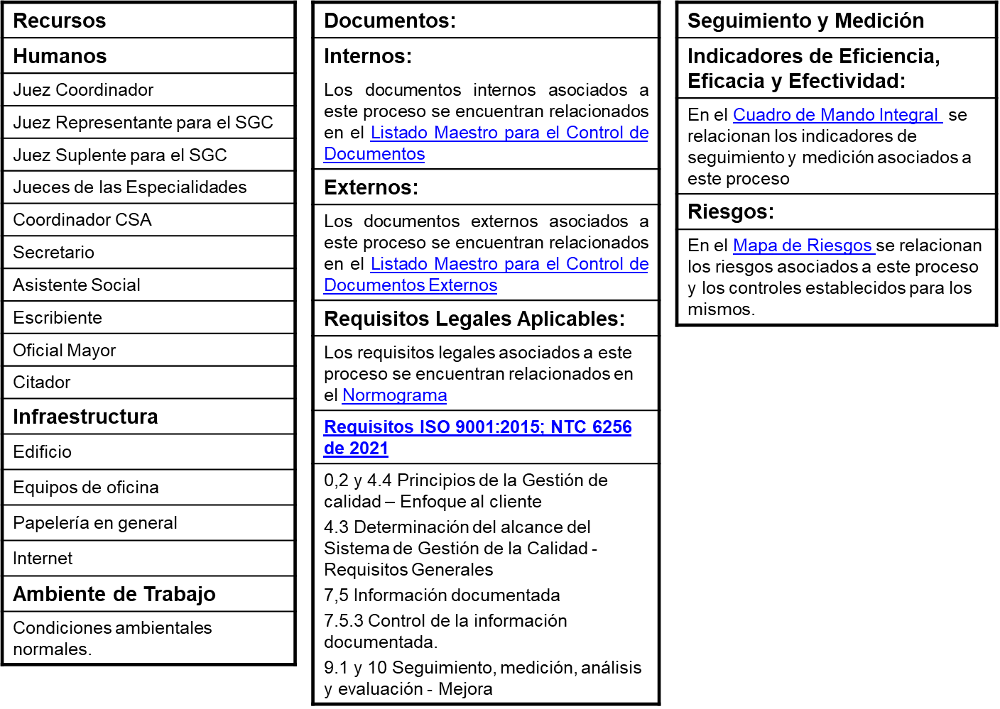 Recursos
Humanos
Juez Coordinador
Juez Representante para el SGC
Juez Suplente para el SGC
Jueces de las Especialidades
Coordinador CSA
Secretario
Asistente Social
Escribiente
Oficial Mayor
Citador
Infraestructura
Edificio
Equipos de oficina
Papelería en general
Internet
Ambiente de Trabajo
Condiciones ambientales
normales.
Documentos:
Internos:
Los documentos internos asociados a
este proceso se encuentran relacionados
en el Listado Maestro para el Control de
Documentos
Externos:
Los documentos externos asociados a
este proceso se encuentran relacionados
en el Listado Maestro para el Control de
Documentos Externos
Requisitos Legales Aplicables:
Los requisitos legales asociados a este
proceso se encuentran relacionados en
el Normograma
Requisitos ISO 9001:2015; NTC 6256
de 2021
0,2 y 4.4 Principios de la Gestión de
calidad – Enfoque al cliente
4.3 Determinación del alcance del
Sistema de Gestión de la Calidad -
Requisitos Generales
7,5 Información documentada
7.5.3 Control de la información
documentada.
9.1 y 10 Seguimiento, medición, análisis
y evaluación - Mejora
Seguimiento y Medición
Indicadores de Eficiencia,
Eficacia y Efectividad:
En el Cuadro de Mando Integral se
relacionan los indicadores de
seguimiento y medición asociados a
este proceso
Riesgos:
En el Mapa de Riesgos se relacionan
los riesgos asociados a este proceso
y los controles establecidos para los
mismos.